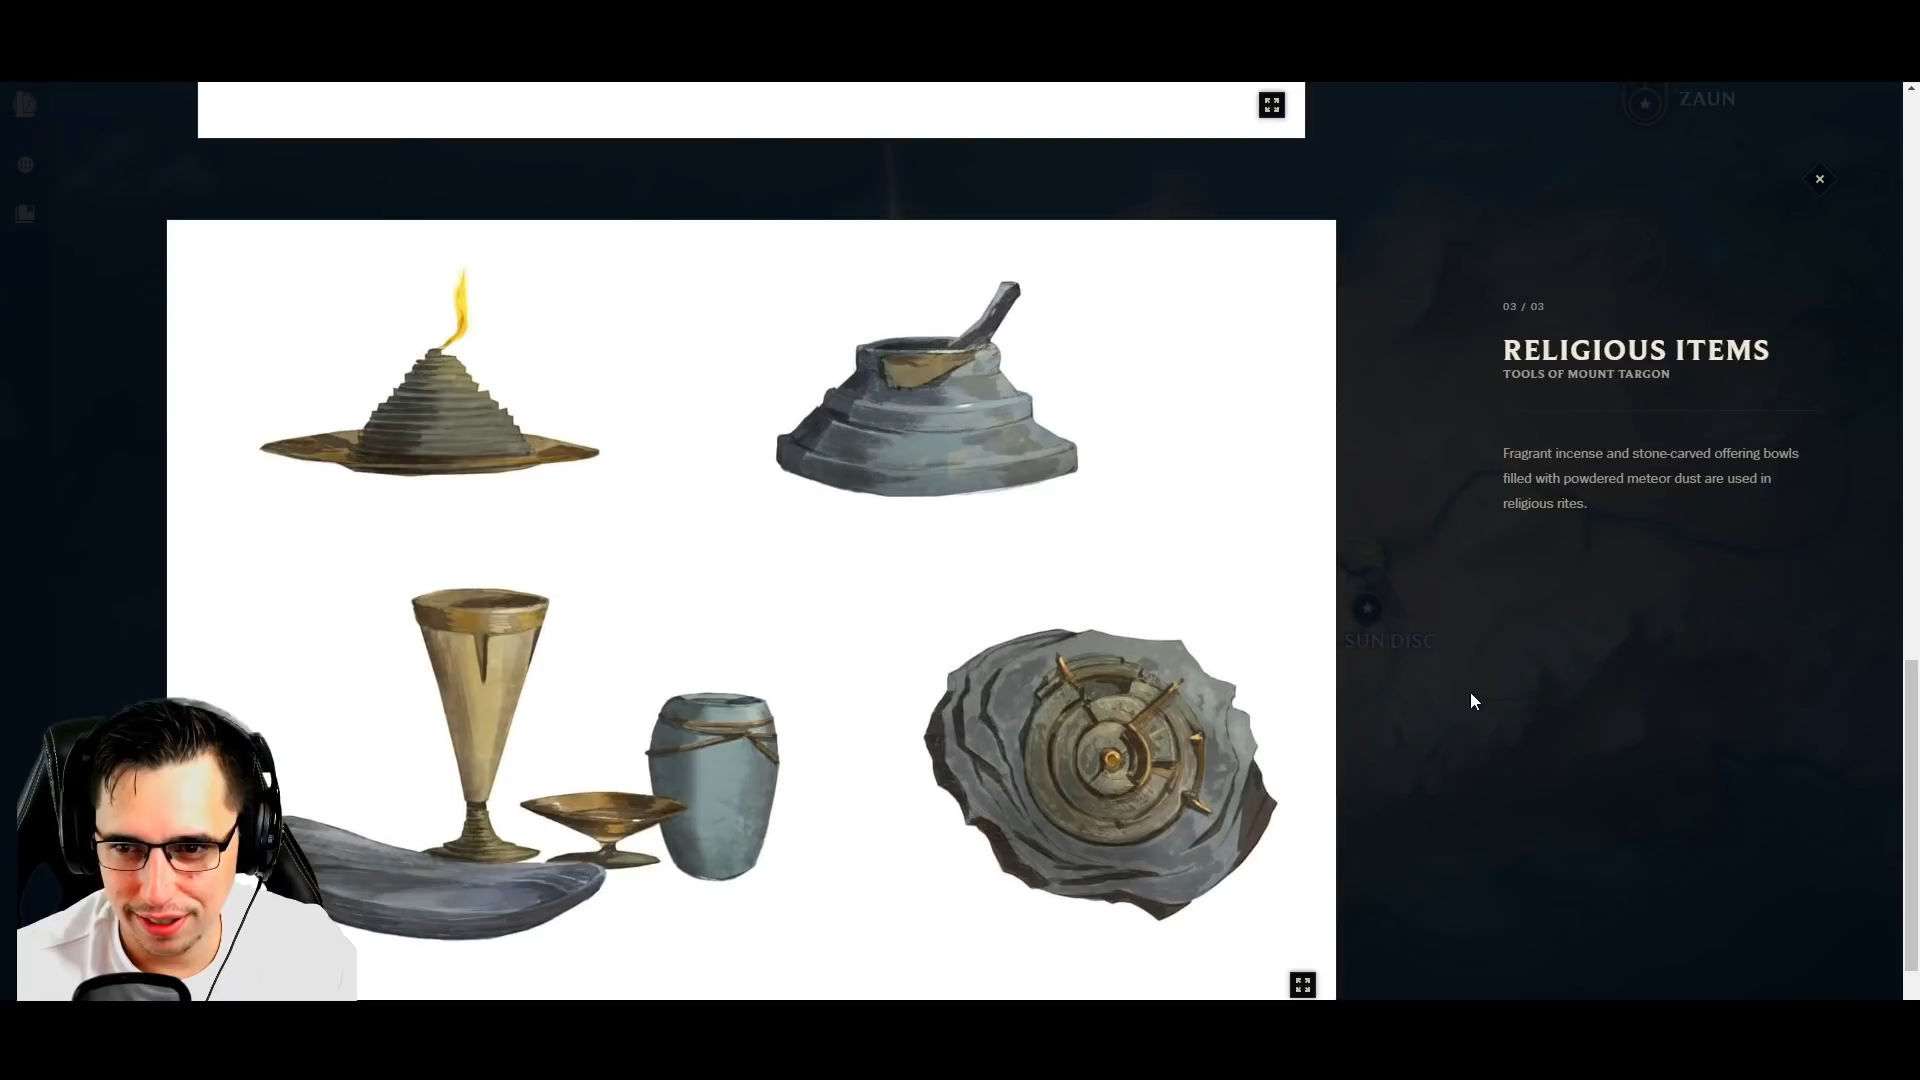 ZAUN
03 / 03
RELIGIOUS ITEMS
TOOLS OF MOUNT TARGON
Fragrant incense and stone-carved offering bowls
filled with powdered meteor dust are used in
religious rites.
SUN DISC